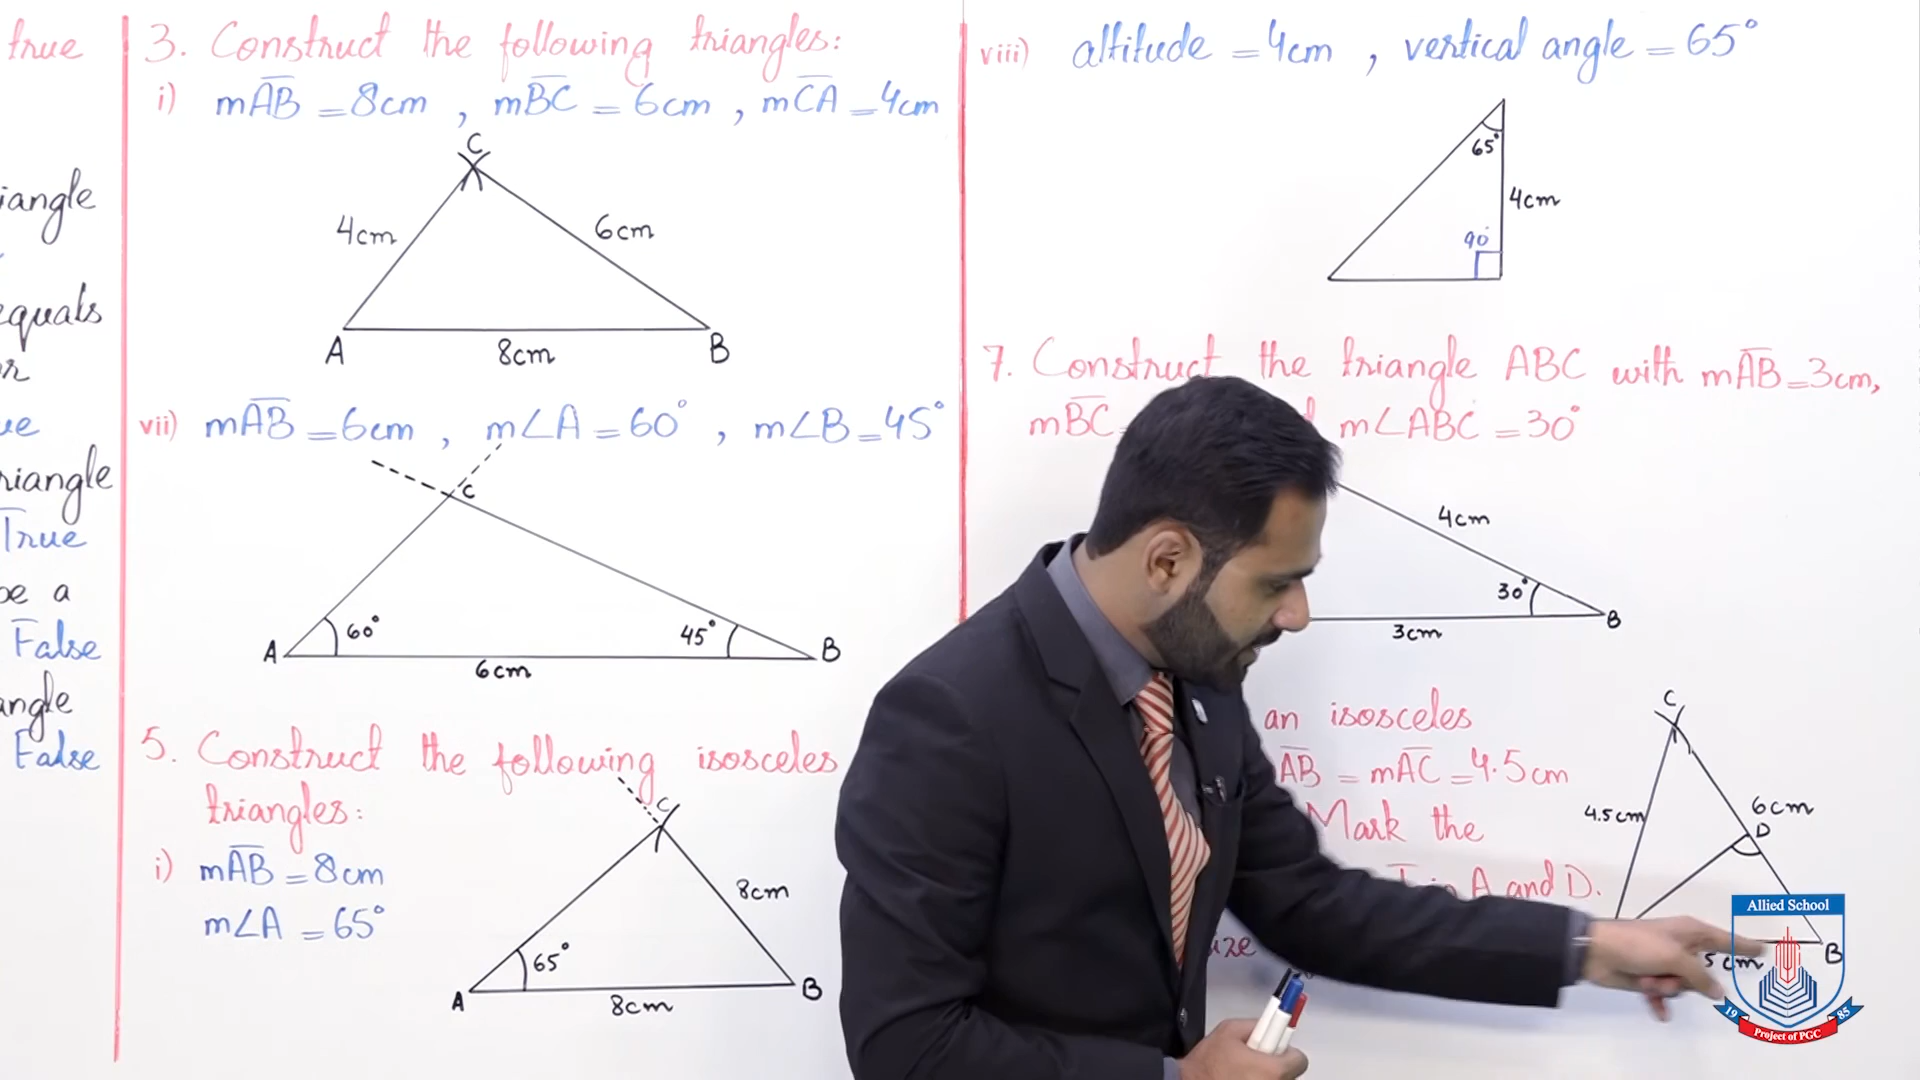 true
iangle
equals
True
be a
False
angle
False
3. Construct the following triangles:
i) mAB = 8cm , mBC = 6cm , mCA = 4cm
C
4cm
6cm
A
8cm
B
vii) mAB = 6cm , m∠A = 60° , m∠B = 45°
C
A
60°
45°
B
6cm
5. Construct the following isosceles
triangles:
i) mAB = 8cm
m∠A = 65°
C
8cm
65°
A
8cm
B
viii) altitude = 4cm , vertical angle = 65°
65°
4cm
90°
7. Construct the triangle ABC with mAB = 3cm,
mBC m∠ABC = 30°
4cm
30°
B
3cm
an isosceles
AB = mAC = 4.5cm
Mark the
A and D.
C
4.5cm
6cm
D
B
5cm
Allied School
1985
Project of PGC